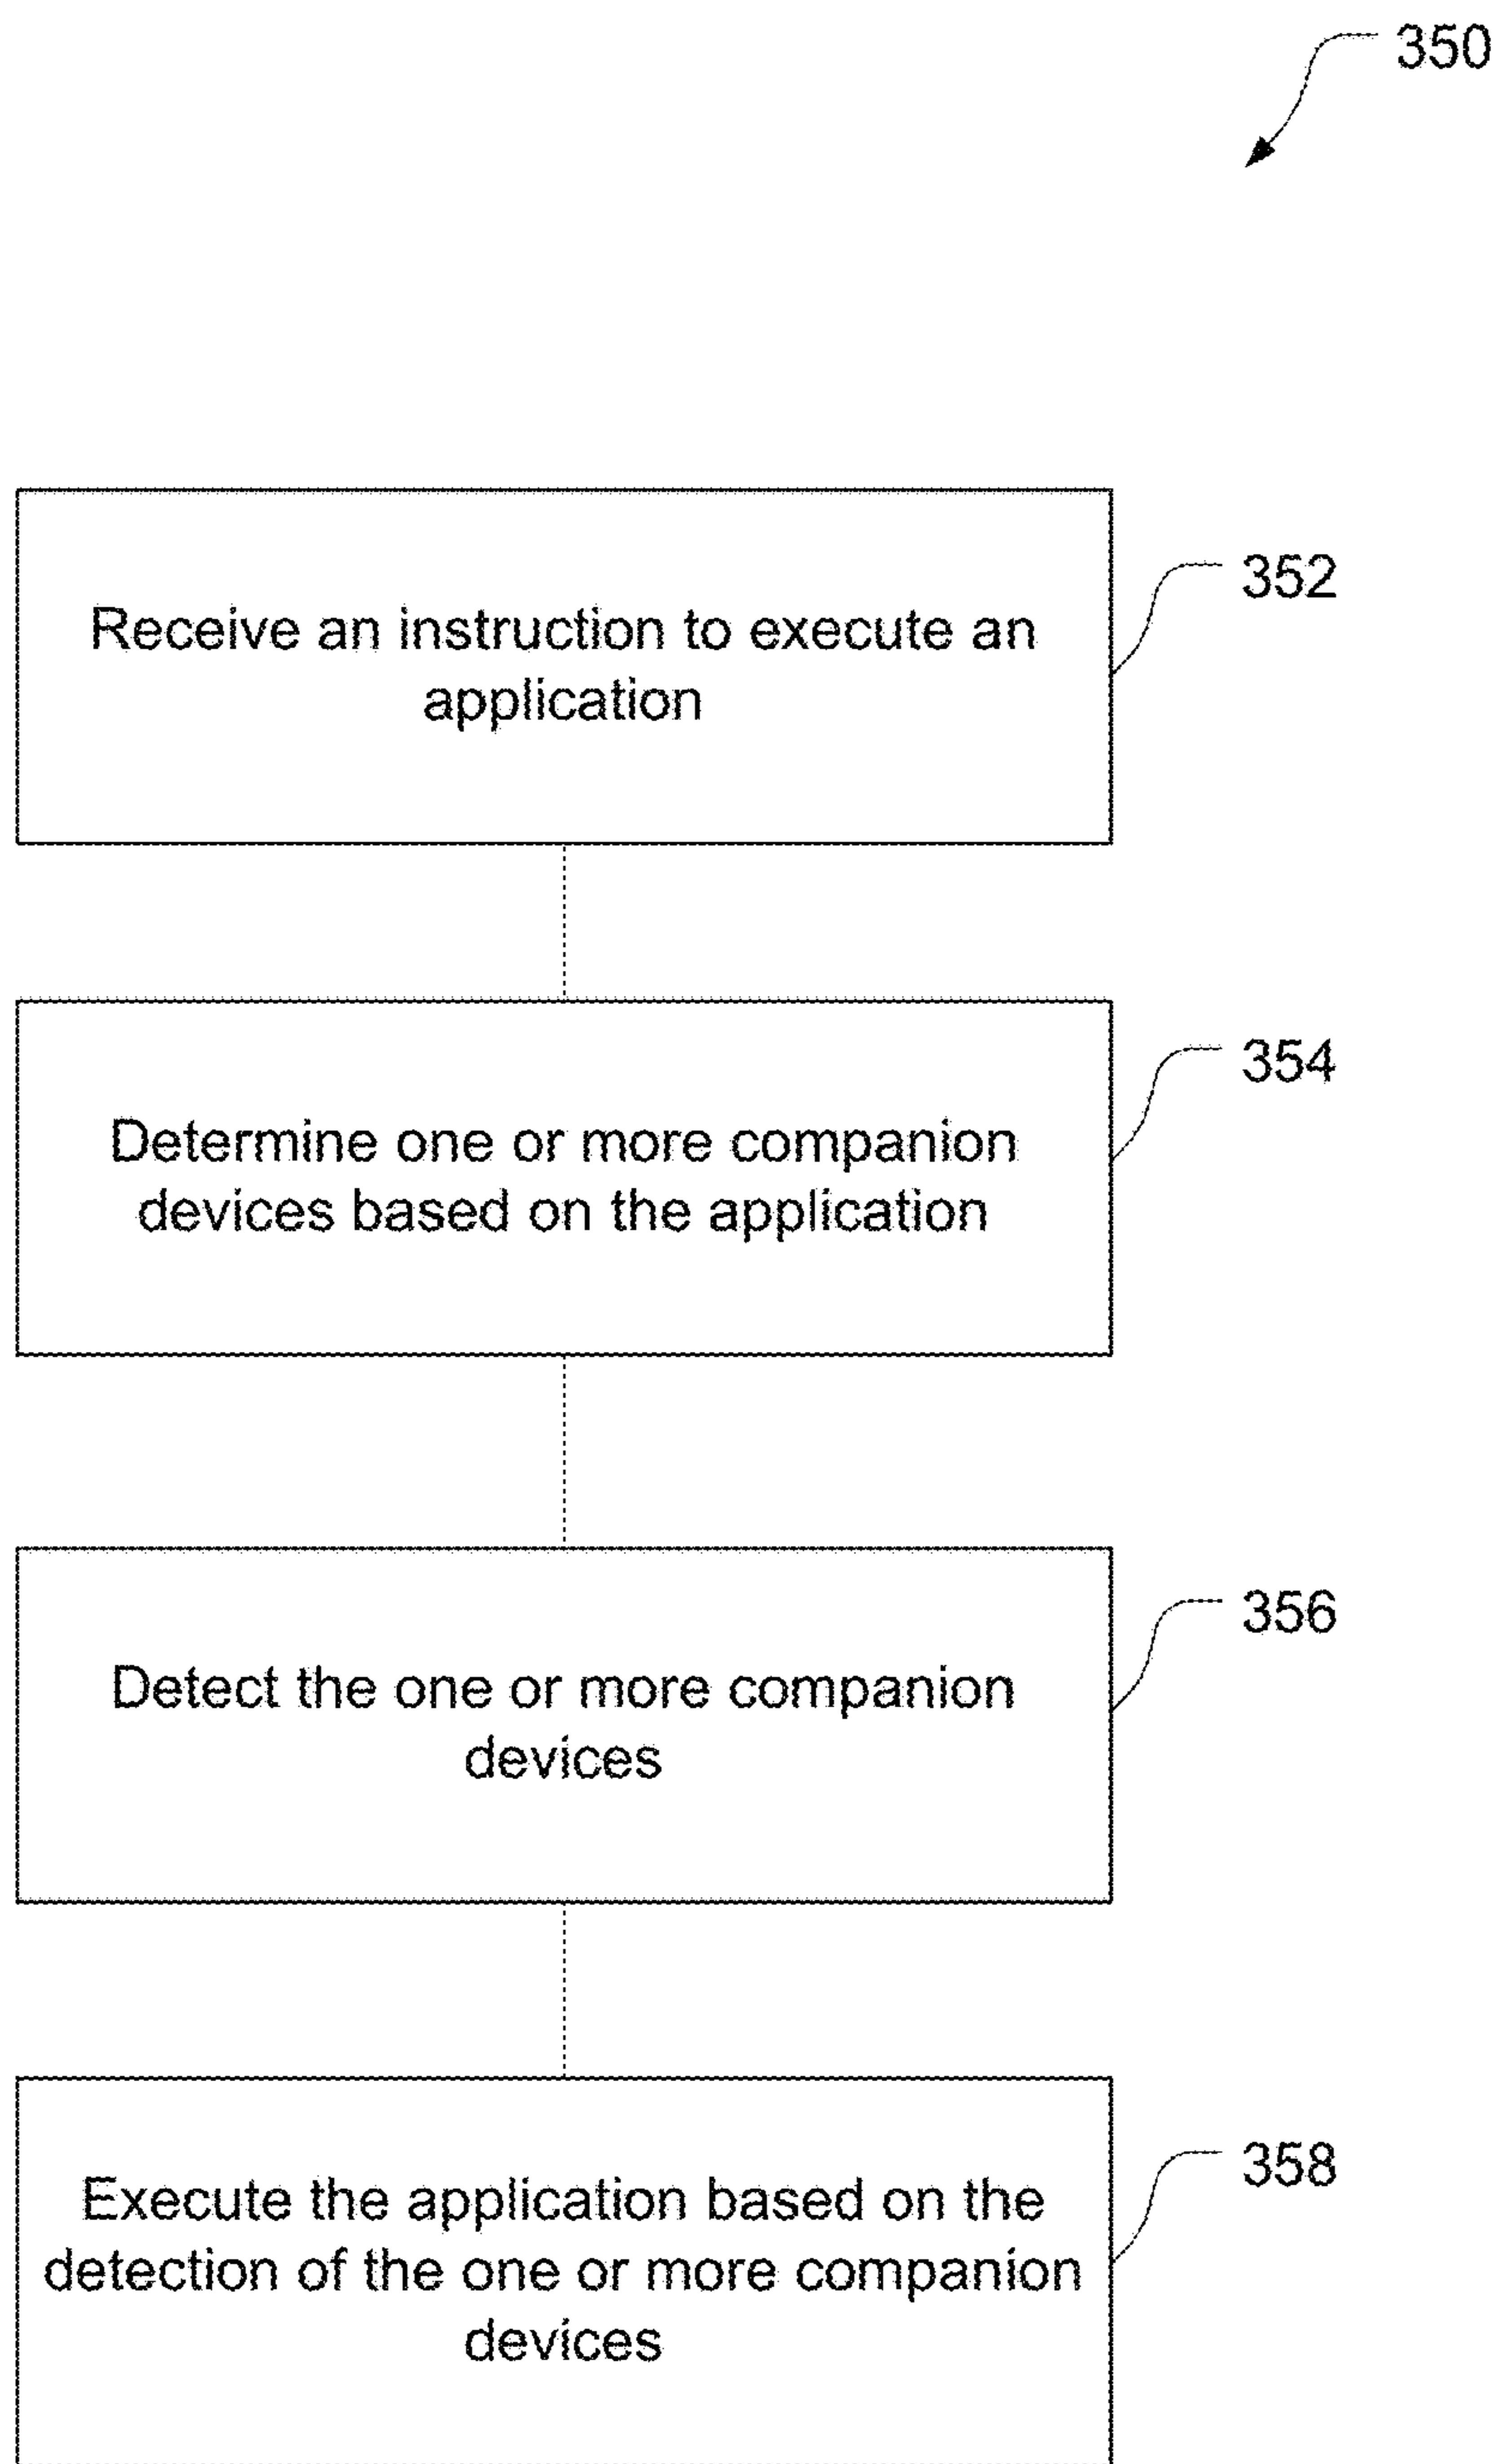 350
Receive an instruction to execute an
application
352
Determine one or more companion
devices based on the application
354
Detect the one or more companion
devices
356
Execute the application based on the
detection of the one or more companion
devices
358